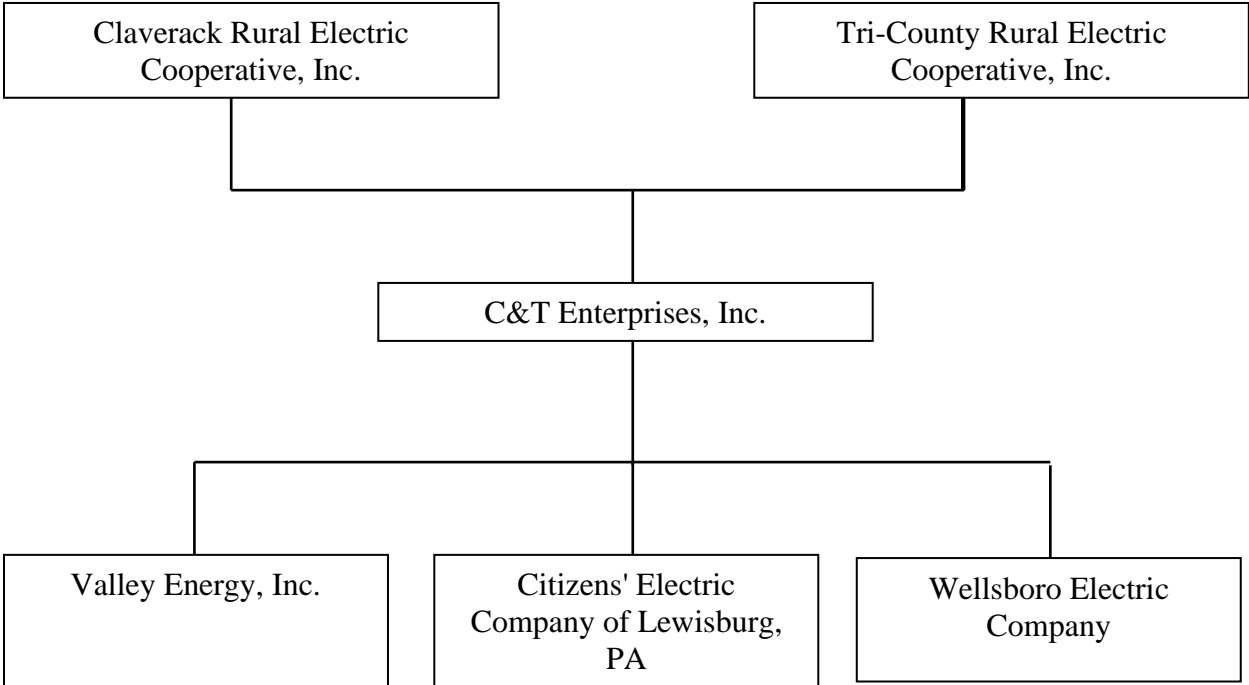 Claverack Rural Electric
Cooperative, Inc.
Tri-County Rural Electric
Cooperative, Inc.
C&T Enterprises, Inc.
Valley Energy, Inc.
Citizens' Electric
Company of Lewisburg,
PA
Wellsboro Electric
Company